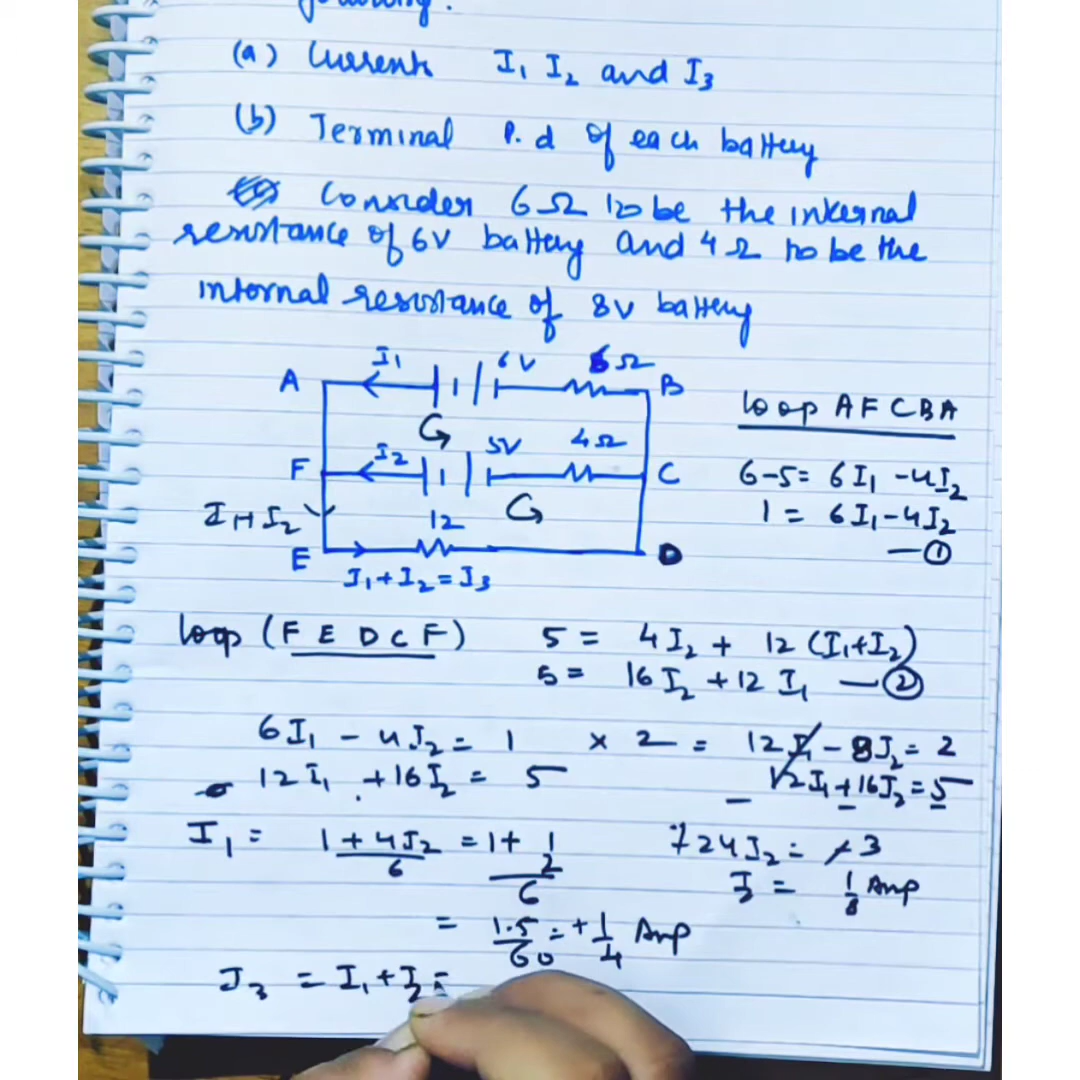 (a) Current I₁ I₂ and I₃
(b) Terminal P.d of each battery
Consider 6Ω to be the internal
resistance of 6V battery and 4Ω to be the
internal resistance of 8V battery
I₁ 6V 6Ω
A B
loop AFCBA
I₂ 5V 4Ω
F C
6-5= 6I₁ -4I₂
1 = 6I₁-4I₂
—①
I₁+I₂ 12
E D
I₁+I₂=I₃
loop (FEDCF) 5 = 4I₂ + 12 (I₁+I₂)
5 = 16I₂ +12 I₁ —②
6I₁ - 4I₂ = 1 × 2 = 12I₁ - 8I₂ = 2
12I₁ +16I₂ = 5 12I₁+16I₂=5
I₁ = 1+4I₂/6 = 1+ 1/2 /6
24I₂ = 3
= 1/8 Amp
= 1.5/60 = + 1/4 Amp
I₃ = I₁+I₂ =